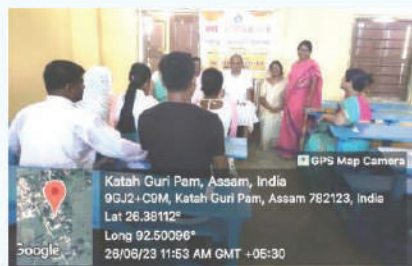 GPS Map Camera
Katah Guri Pam, Assam, India
9GJ2+C9M, Katah Guri Pam, Assam 782123, India
Lat 26.38112°
Long 92.50096°
26/06/23 11:53 AM GMT +05:30
Google